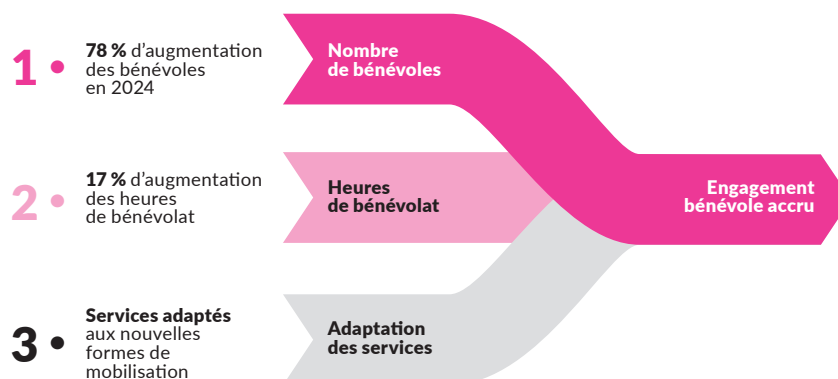 1 •
78 % d’augmentation
des bénévoles
en 2024
Nombre
de bénévoles
2 •
17 % d’augmentation
des heures
de bénévolat
Heures
de bénévolat
Engagement
bénévole accru
3 •
Services adaptés
aux nouvelles
formes de
mobilisation
Adaptation
des services